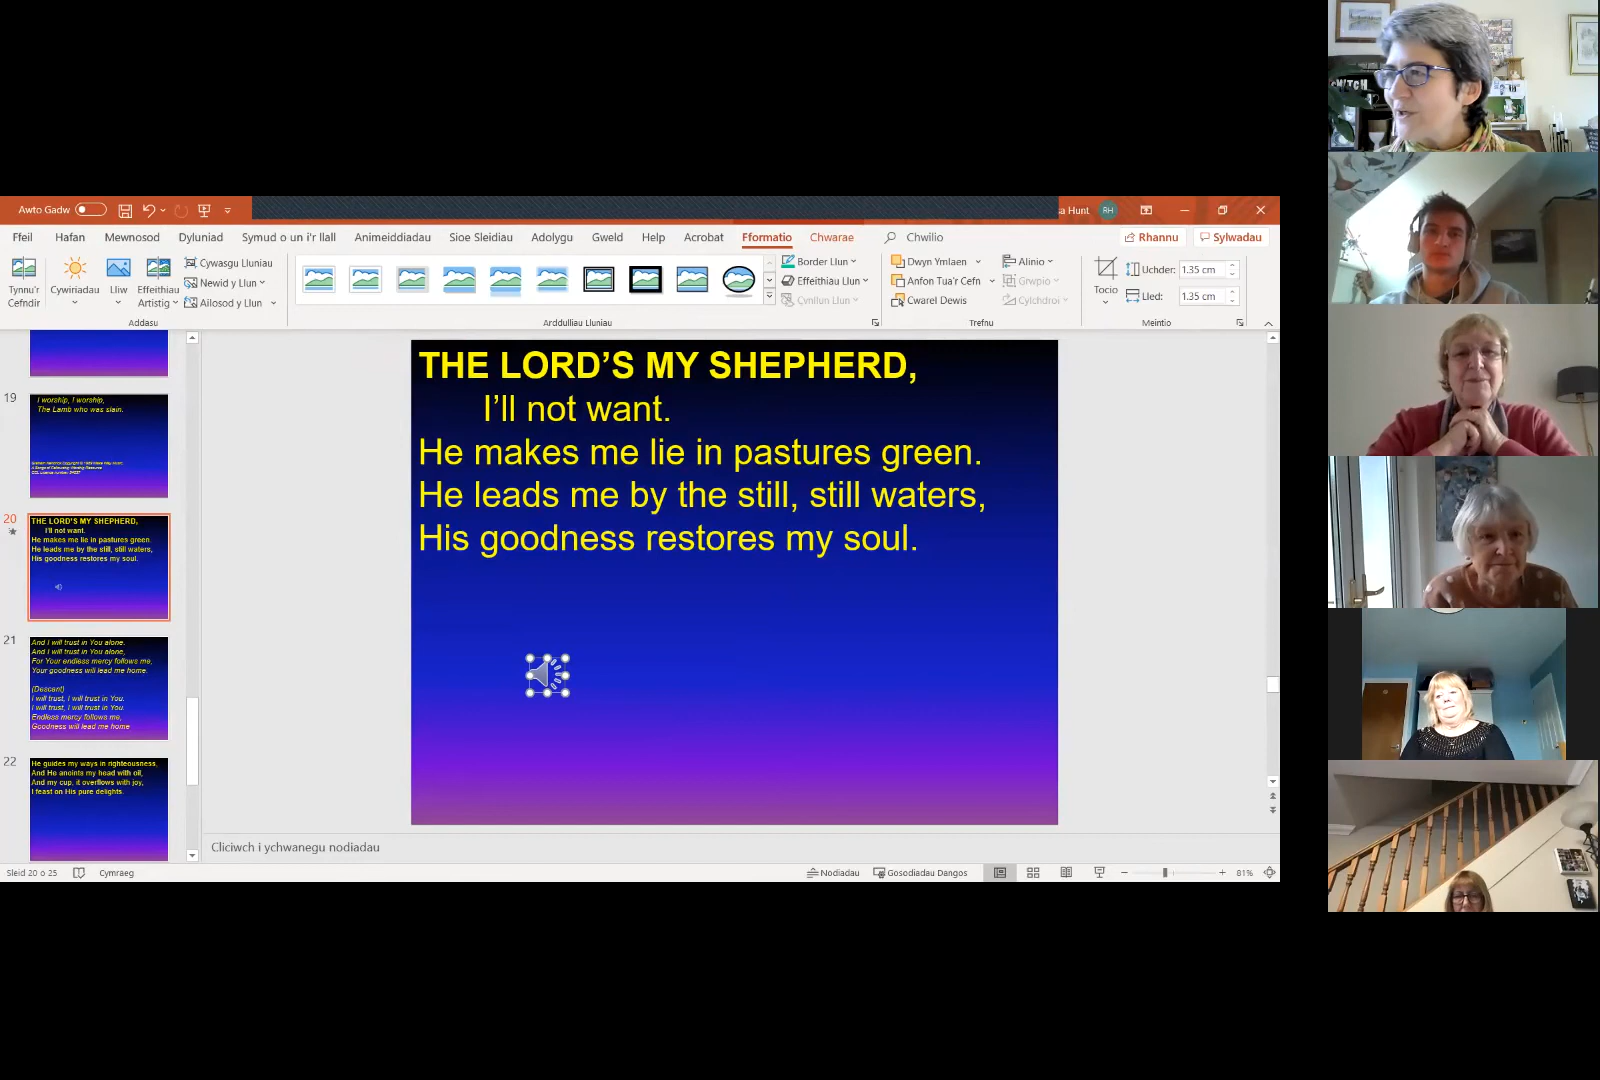 Awto Gadw
a Hunt
RH
Ffeil Hafan Mewnosod Dyluniad Symud o un i'r llall Animeiddiadau Sioe Sleidiau Adolygu Gweld Help Acrobat Fformatio Chwarae Chwilio Rhannu Sylwadau
Tynnu'r Cefndir
Cywiriadau
Lliw
Effeithiau Artistig
Cywasgu Lluniau
Newid y Llun
Ailosod y Llun
Addasu
Arddulliau Lluniau
Border Llun
Effeithiau Llun
Cynllun Llun
Dwyn Ymlaen
Anfon Tua'r Cefn
Cwarel Dewis
Alinio
Grwpio
Cylchdroi
Trefnu
Tocio
Uchder: 1.35 cm
Lled: 1.35 cm
Meintio
19
I worship, I worship,
The Lamb who was slain.
20
THE LORD'S MY SHEPHERD,
I'll not want.
He makes me lie in pastures green.
He leads me by the still, still waters,
His goodness restores my soul.
21
And I will trust in You alone.
And I will trust in You alone,
For Your endless mercy follows me,
Your goodness will lead me home.
(Descant)
I will trust, I will trust in You.
I will trust, I will trust in You.
Endless mercy follows me,
Goodness will lead me home
22
He guides my ways in righteousness,
And He anoints my head with oil,
And my cup, it overflows with joy,
I feast on His pure delights.
THE LORD'S MY SHEPHERD,
I'll not want.
He makes me lie in pastures green.
He leads me by the still, still waters,
His goodness restores my soul.
Cliciwch i ychwanegu nodiadau
Sleid 20 o 25 Cymraeg Nodiadau Gosodiadau Dangos 81%